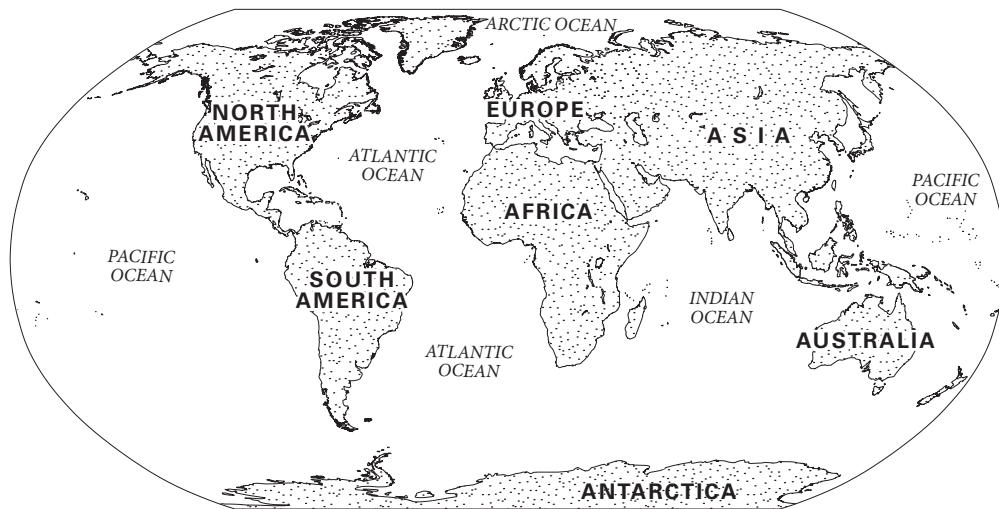 ARCTIC OCEAN
NORTH
AMERICA
EUROPE
ASIA
ATLANTIC
OCEAN
PACIFIC
OCEAN
AFRICA
PACIFIC
OCEAN
SOUTH
AMERICA
INDIAN
OCEAN
AUSTRALIA
ATLANTIC
OCEAN
ANTARCTICA